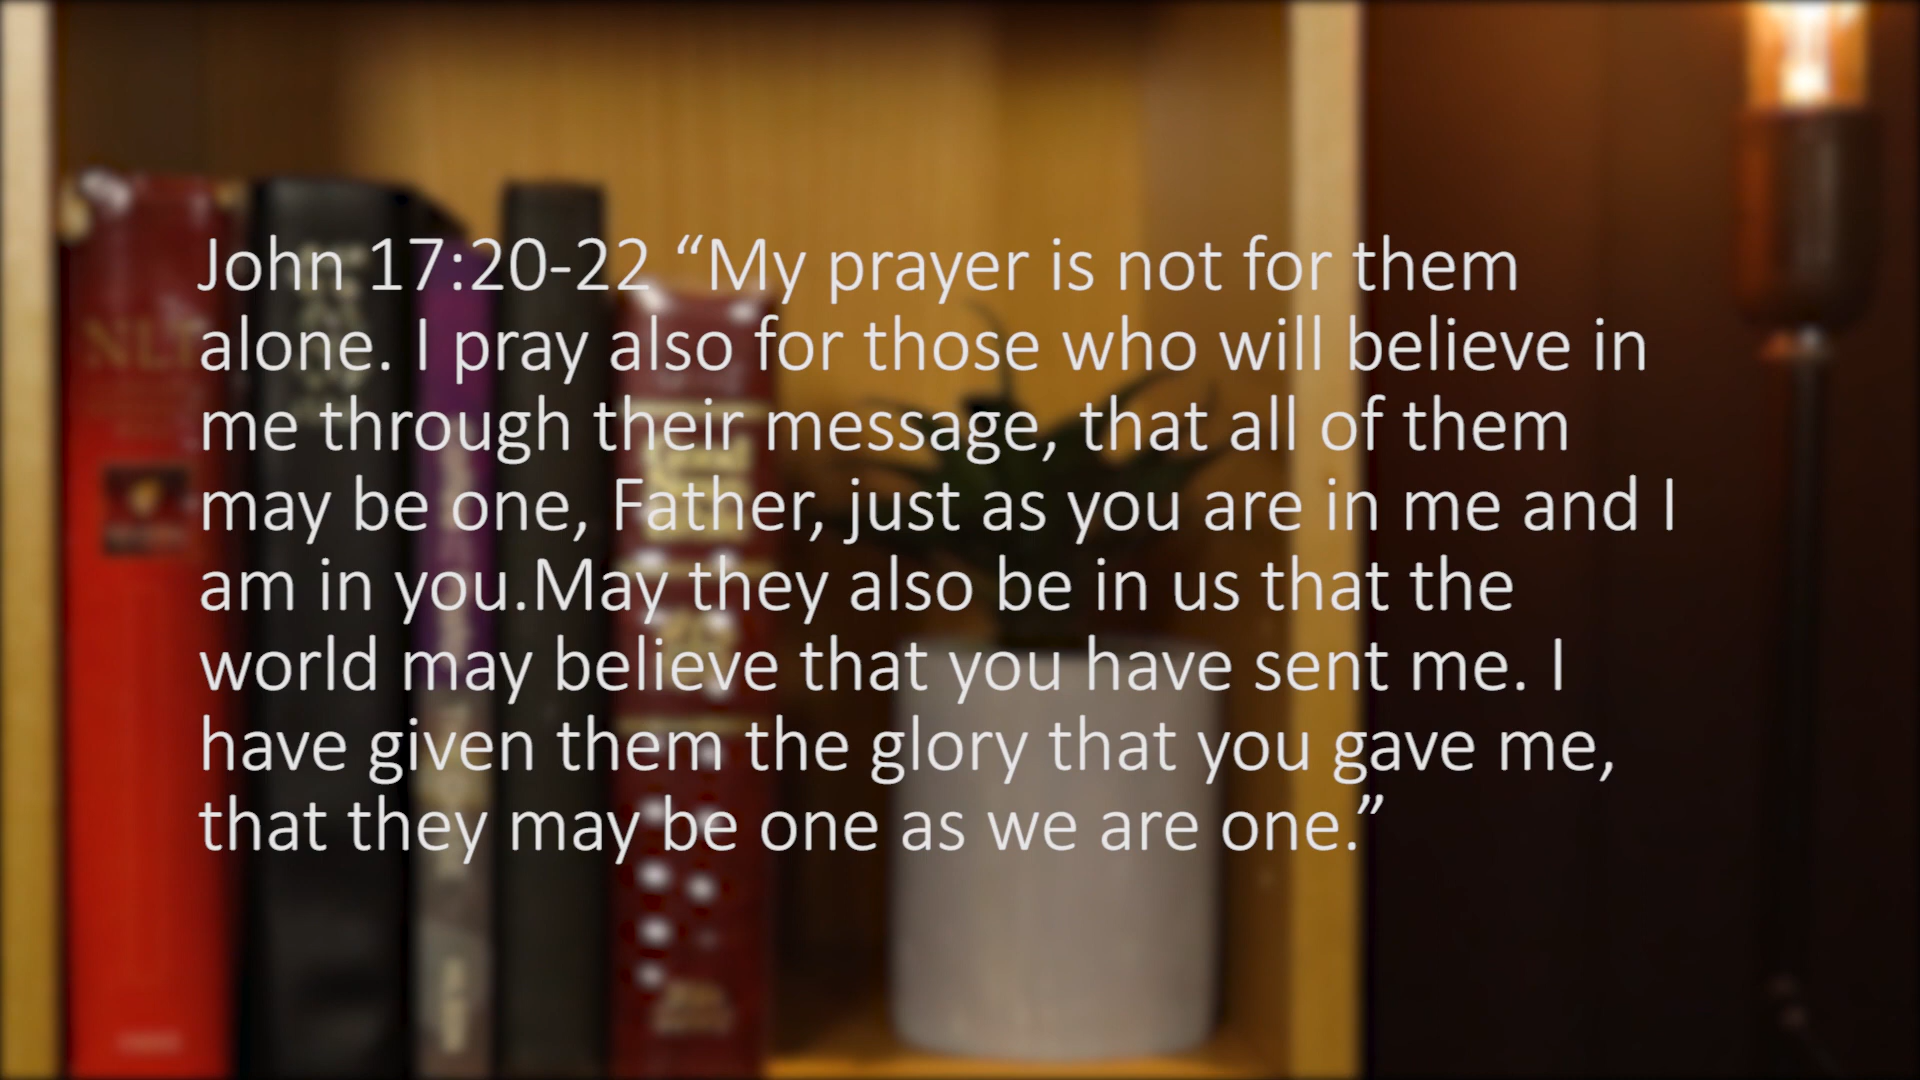 John 17:20-22 “My prayer is not for them
alone. I pray also for those who will believe in
me through their message, that all of them
may be one, Father, just as you are in me and I
am in you.May they also be in us that the
world may believe that you have sent me. I
have given them the glory that you gave me,
that they may be one as we are one.”